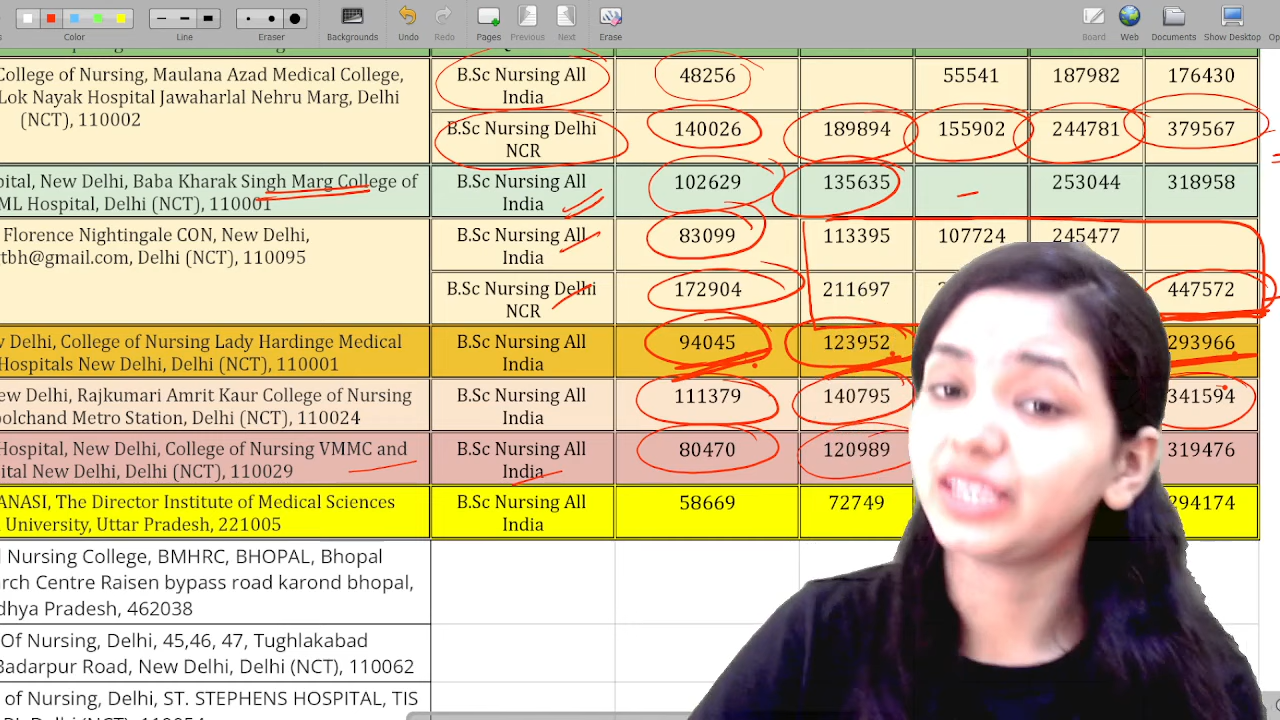 Color
Line
Eraser
Backgrounds
Undo
Redo
Pages
Previous
Next
Erase
Board
Web
Documents
Show Desktop
College of Nursing, Maulana Azad Medical College,
Lok Nayak Hospital Jawaharlal Nehru Marg, Delhi
(NCT), 110002
B.Sc Nursing All
India
48256
55541
187982
176430
B.Sc Nursing Delhi
NCR
140026
189894
155902
244781
379567
New Delhi, Baba Kharak Singh Marg College of
ML Hospital, Delhi (NCT), 110001
B.Sc Nursing All
India
102629
135635
253044
318958
Florence Nightingale CON, New Delhi,
tbh@gmail.com, Delhi (NCT), 110095
B.Sc Nursing All
India
83099
113395
107724
245477
B.Sc Nursing Delhi
NCR
172904
211697
447572
Delhi, College of Nursing Lady Hardinge Medical
Hospitals New Delhi, Delhi (NCT), 110001
B.Sc Nursing All
India
94045
123952
293966
Delhi, Rajkumari Amrit Kaur College of Nursing
Metro Station, Delhi (NCT), 110024
B.Sc Nursing All
India
111379
140795
341594
Hospital, New Delhi, College of Nursing VMMC and
New Delhi, Delhi (NCT), 110029
B.Sc Nursing All
India
80470
120989
319476
ANASI, The Director Institute of Medical Sciences
University, Uttar Pradesh, 221005
B.Sc Nursing All
India
58669
72749
294174
Nursing College, BMHRC, BHOPAL, Bhopal
Centre Raisen bypass road karond bhopal,
Pradesh, 462038
Of Nursing, Delhi, 45,46, 47, Tughlakabad
Badarpur Road, New Delhi, Delhi (NCT), 110062
of Nursing, Delhi, ST. STEPHENS HOSPITAL, TIS